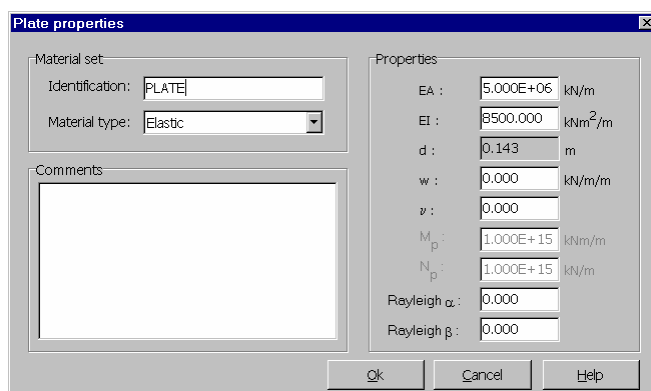 Plate properties
Material set
Identification: PLATE
Material type: Elastic
Comments
Properties
EA : 5.000E+06 kN/m
EI : 8500.000 kNm²/m
d : 0.143 m
w : 0.000 kN/m/m
ν : 0.000
Mp : 1.000E+15 kNm/m
Np : 1.000E+15 kN/m
Rayleigh α : 0.000
Rayleigh β : 0.000
Ok Cancel Help